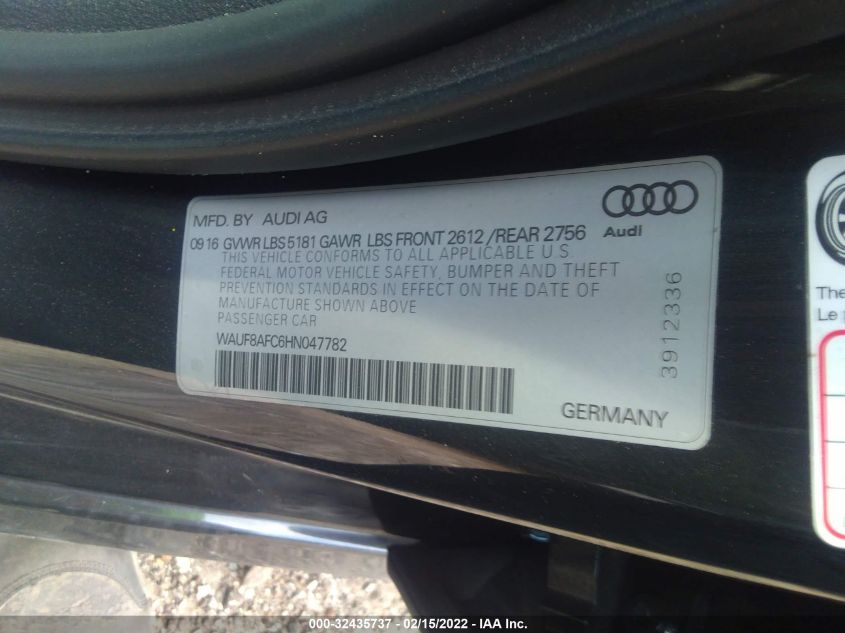 MFD. BY AUDI AG
09 16 GVWR LBS 5181 GAWR LBS FRONT 2612 / REAR 2756
THIS VEHICLE CONFORMS TO ALL APPLICABLE U.S
FEDERAL MOTOR VEHICLE SAFETY, BUMPER AND THEFT
PREVENTION STANDARDS IN EFFECT ON THE DATE OF
MANUFACTURE SHOWN ABOVE
PASSENGER CAR
WAUF8AFC6HN047782
GERMANY
Audi
3912336
The
Le
000-32435737 - 02/15/2022 - IAA Inc.